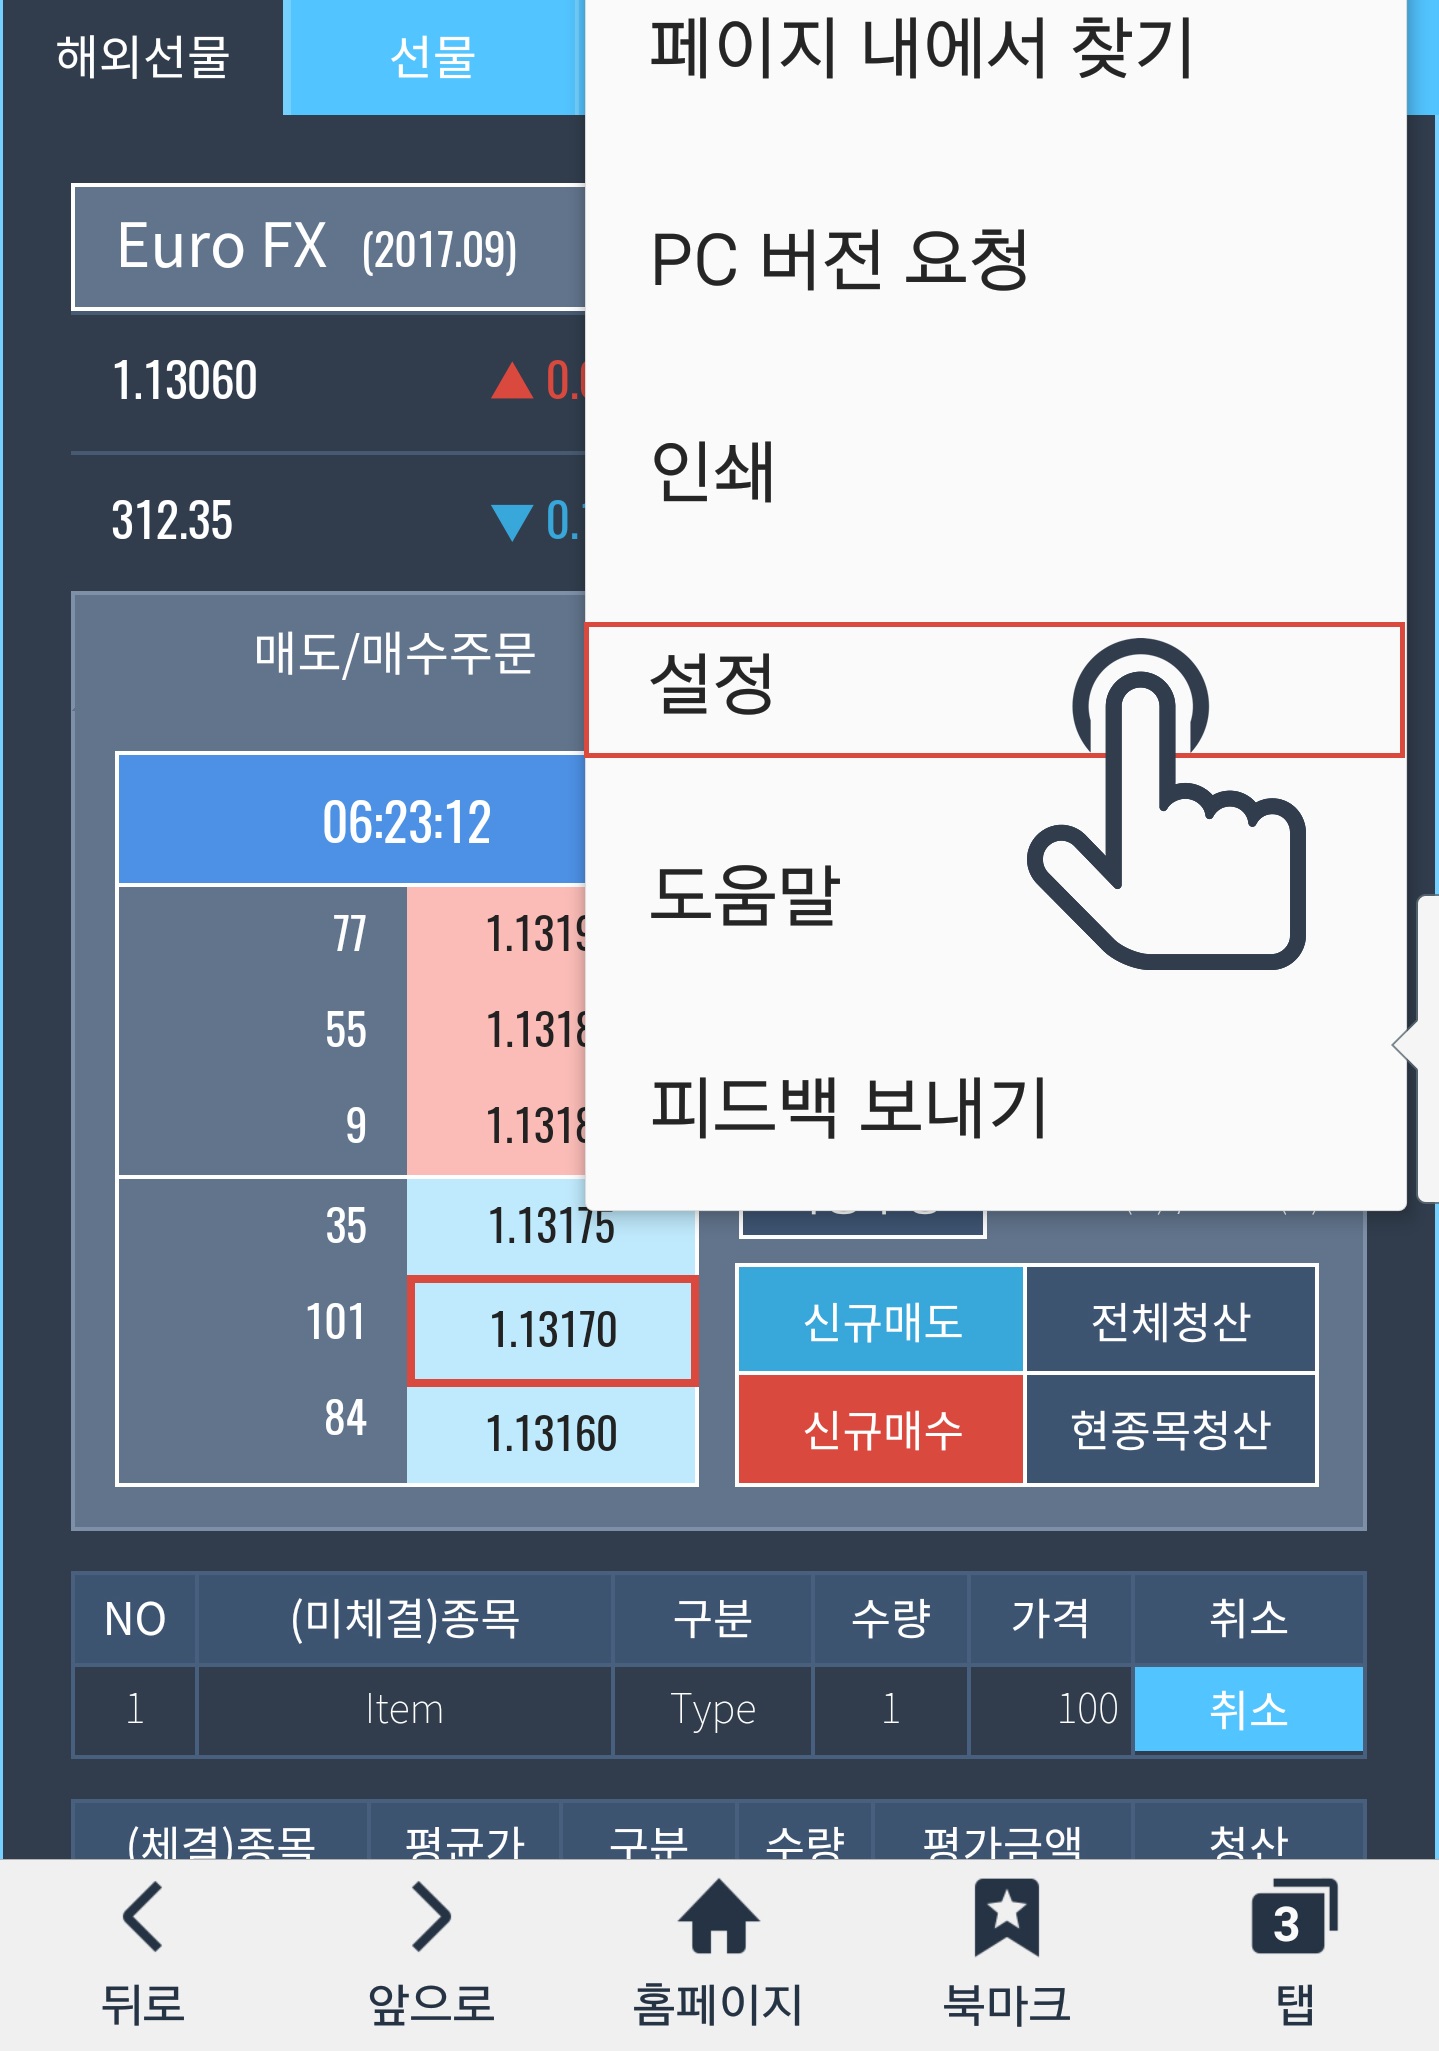 해외선물
선물
페이지 내에서 찾기
PC 버전 요청
인쇄
설정
도움말
피드백 보내기
Euro FX (2017.09)
1.13060 ▲ 0.
312.35 ▼ 0.
매도/매수주문
06:23:12
77 1.1319
55 1.1318
9 1.1318
35 1.13175
101 1.13170
84 1.13160
신규매도 전체청산
신규매수 현종목청산
NO (미체결)종목 구분 수량 가격 취소
1 Item Type 1 100 취소
(체결)종목 평균가 구분 수량 평가금액 청산
3
뒤로 앞으로 홈페이지 북마크 탭